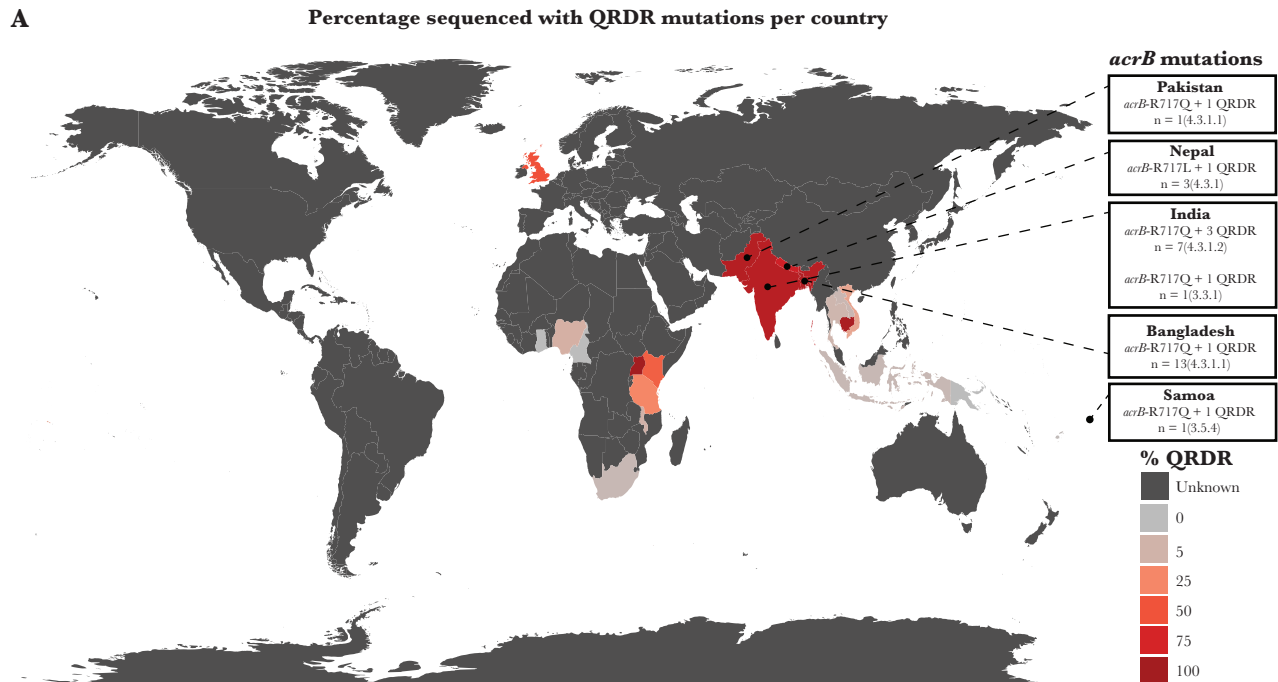 A
Percentage sequenced with QRDR mutations per country
acrB mutations
Pakistan
acrB-R717Q + 1 QRDR
n = 1(4.3.1.1)
Nepal
acrB-R717L + 1 QRDR
n = 3(4.3.1)
India
acrB-R717Q + 3 QRDR
n = 7(4.3.1.2)
acrB-R717Q + 1 QRDR
n = 1(3.3.1)
Bangladesh
acrB-R717Q + 1 QRDR
n = 13(4.3.1.1)
Samoa
acrB-R717Q + 1 QRDR
n = 1(3.5.4)
% QRDR
Unknown
0
5
25
50
75
100